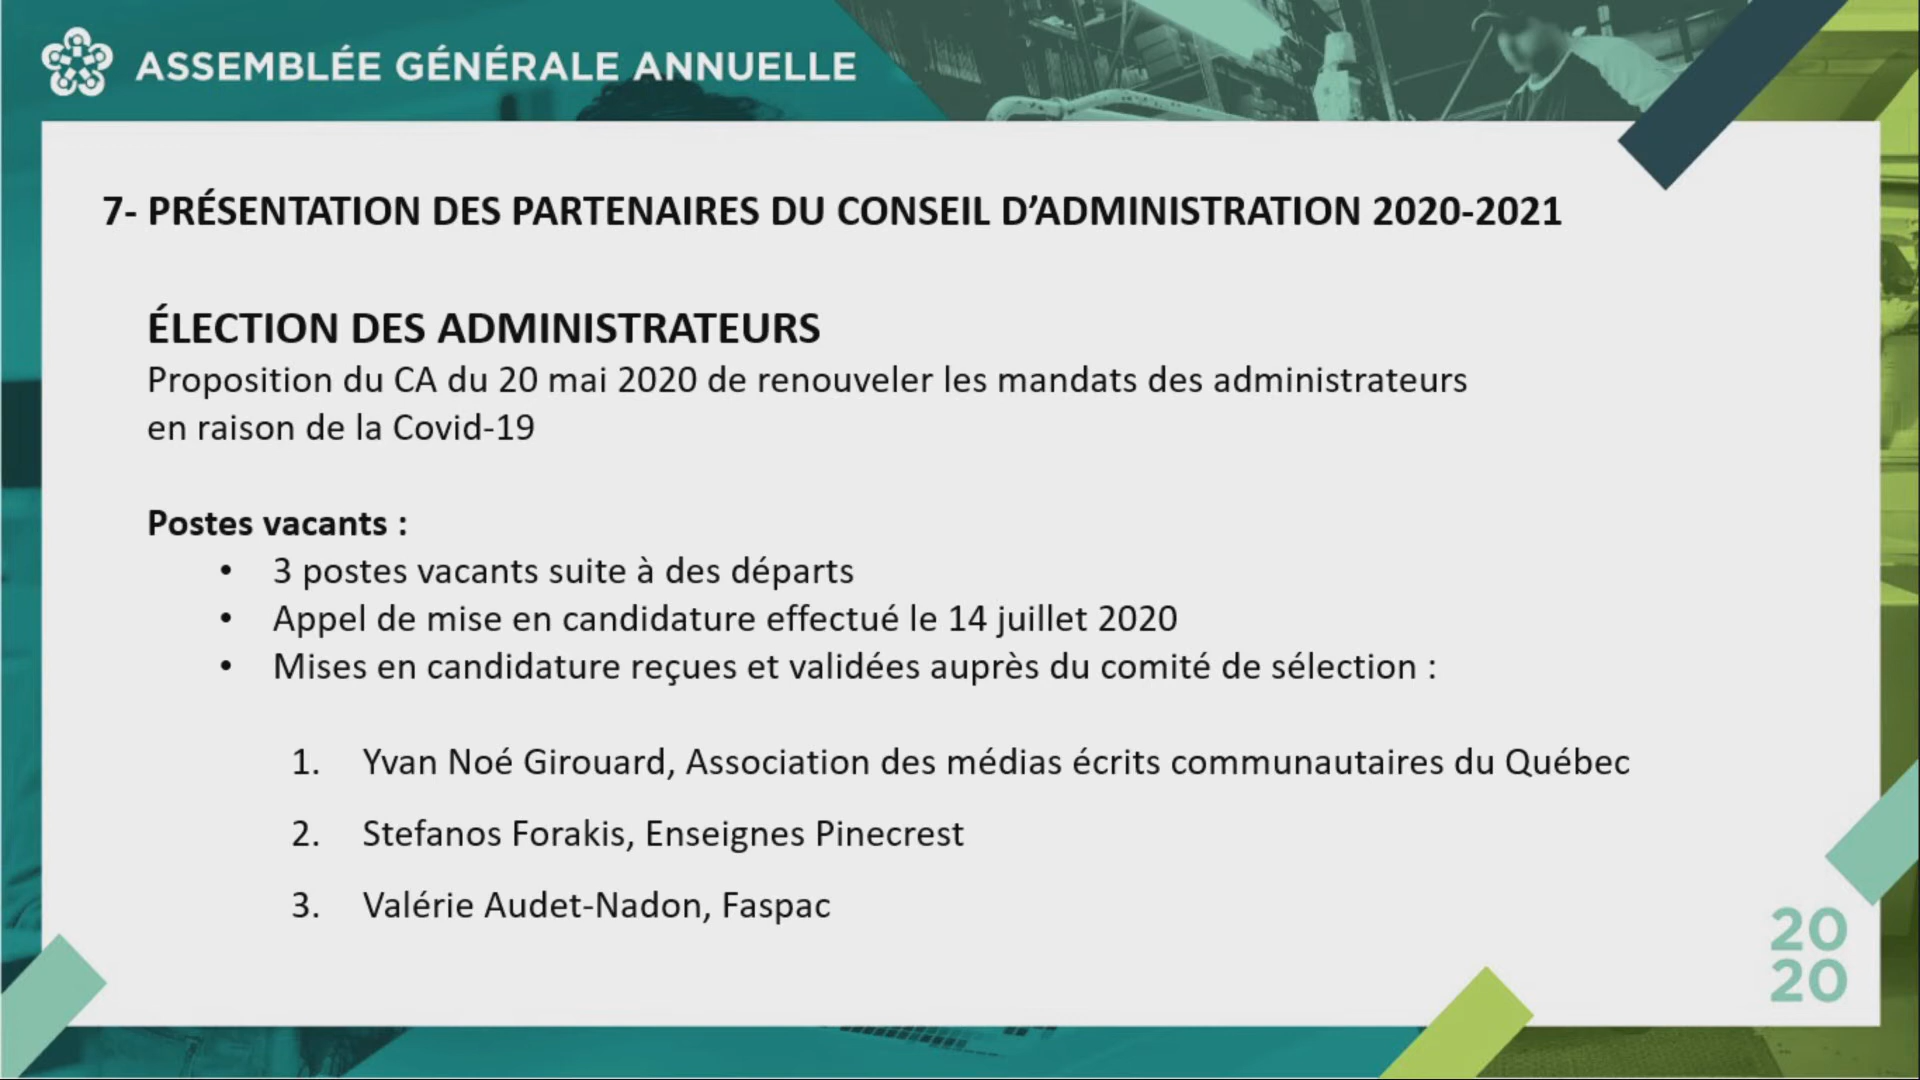 ASSEMBLÉE GÉNÉRALE ANNUELLE
7- PRÉSENTATION DES PARTENAIRES DU CONSEIL D’ADMINISTRATION 2020-2021
ÉLECTION DES ADMINISTRATEURS
Proposition du CA du 20 mai 2020 de renouveler les mandats des administrateurs
en raison de la Covid-19
Postes vacants :
• 3 postes vacants suite à des départs
• Appel de mise en candidature effectué le 14 juillet 2020
• Mises en candidature reçues et validées auprès du comité de sélection :
1. Yvan Noé Girouard, Association des médias écrits communautaires du Québec
2. Stefanos Forakis, Enseignes Pinecrest
3. Valérie Audet-Nadon, Faspac
20
20